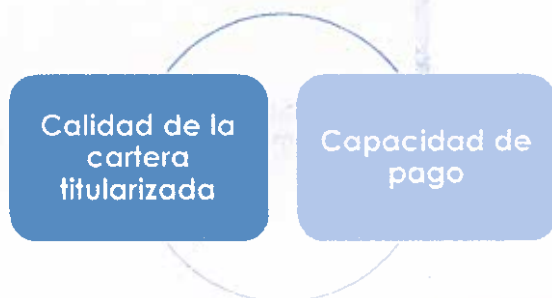 Calidad de la
cartera
titularizada
Capacidad de
pago